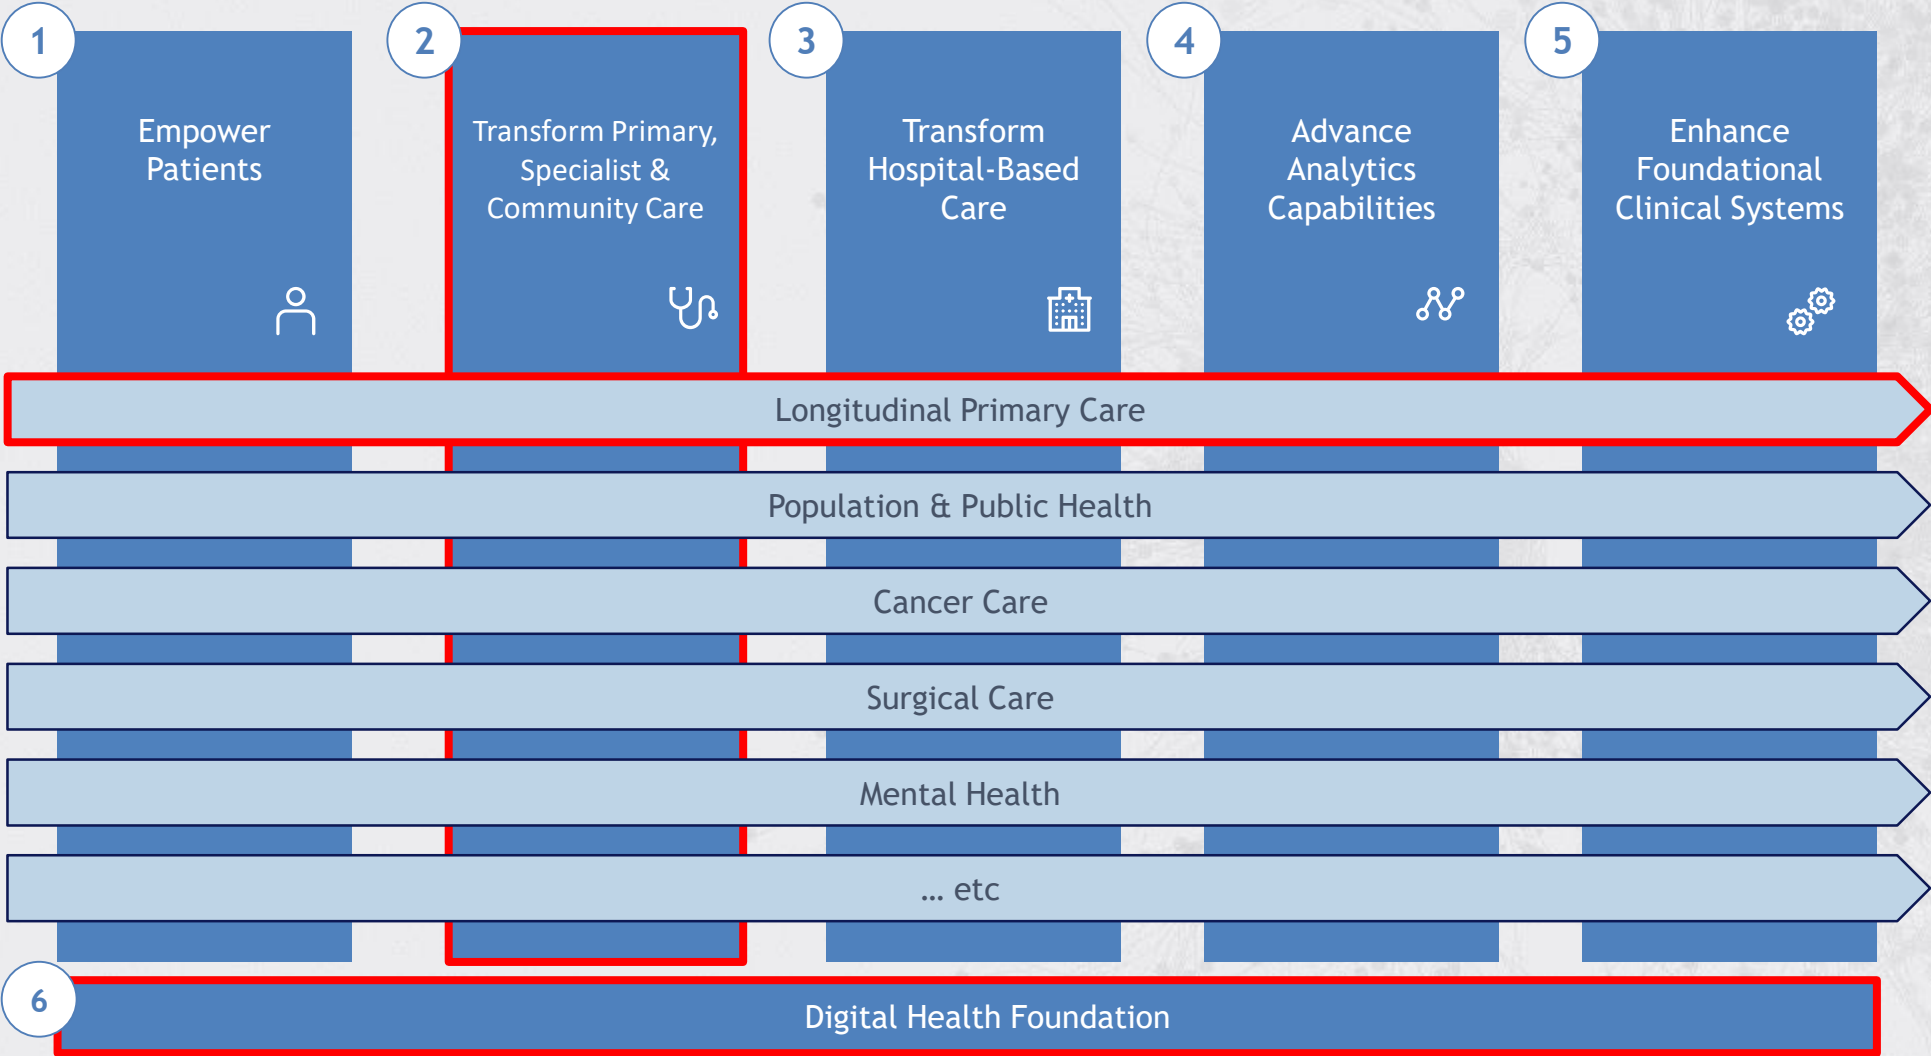 1
Empower
Patients
2
Transform Primary,
Specialist &
Community Care
3
Transform
Hospital-Based
Care
4
Advance
Analytics
Capabilities
5
Enhance
Foundational
Clinical Systems
Longitudinal Primary Care
Population & Public Health
Cancer Care
Surgical Care
Mental Health
... etc
6
Digital Health Foundation